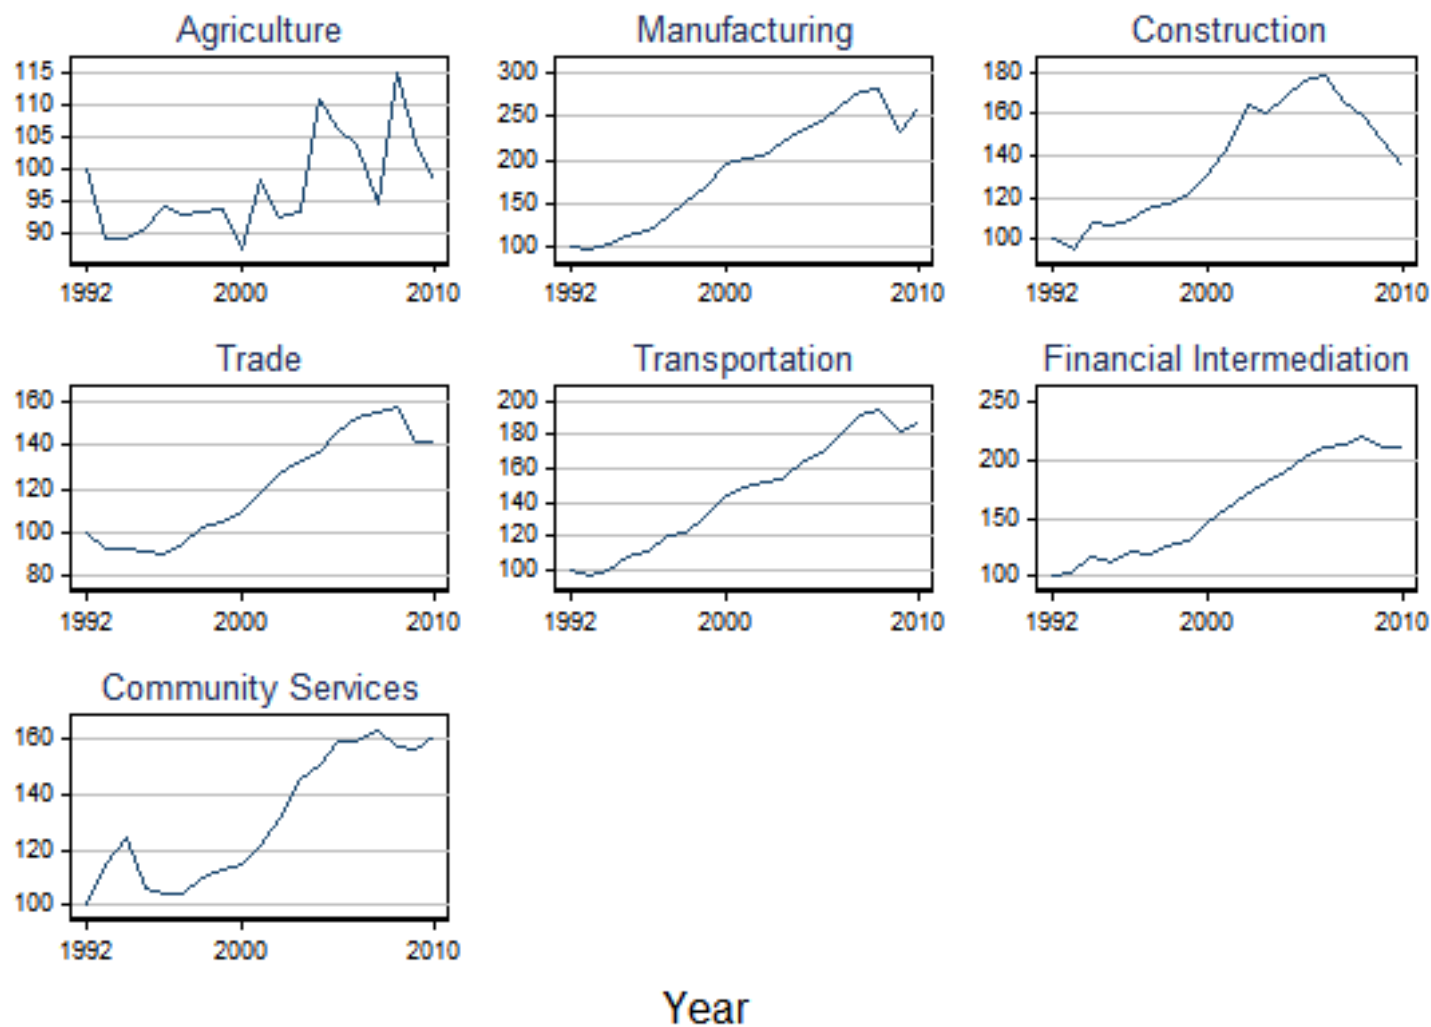 Agriculture
115
110
105
100
95
90
1992 2000 2010
Manufacturing
300
250
200
150
100
1992 2000 2010
Construction
180
160
140
120
100
1992 2000 2010
Trade
160
140
120
100
80
1992 2000 2010
Transportation
200
180
160
140
120
100
1992 2000 2010
Financial Intermediation
250
200
150
100
1992 2000 2010
Community Services
160
140
120
100
1992 2000 2010
Year